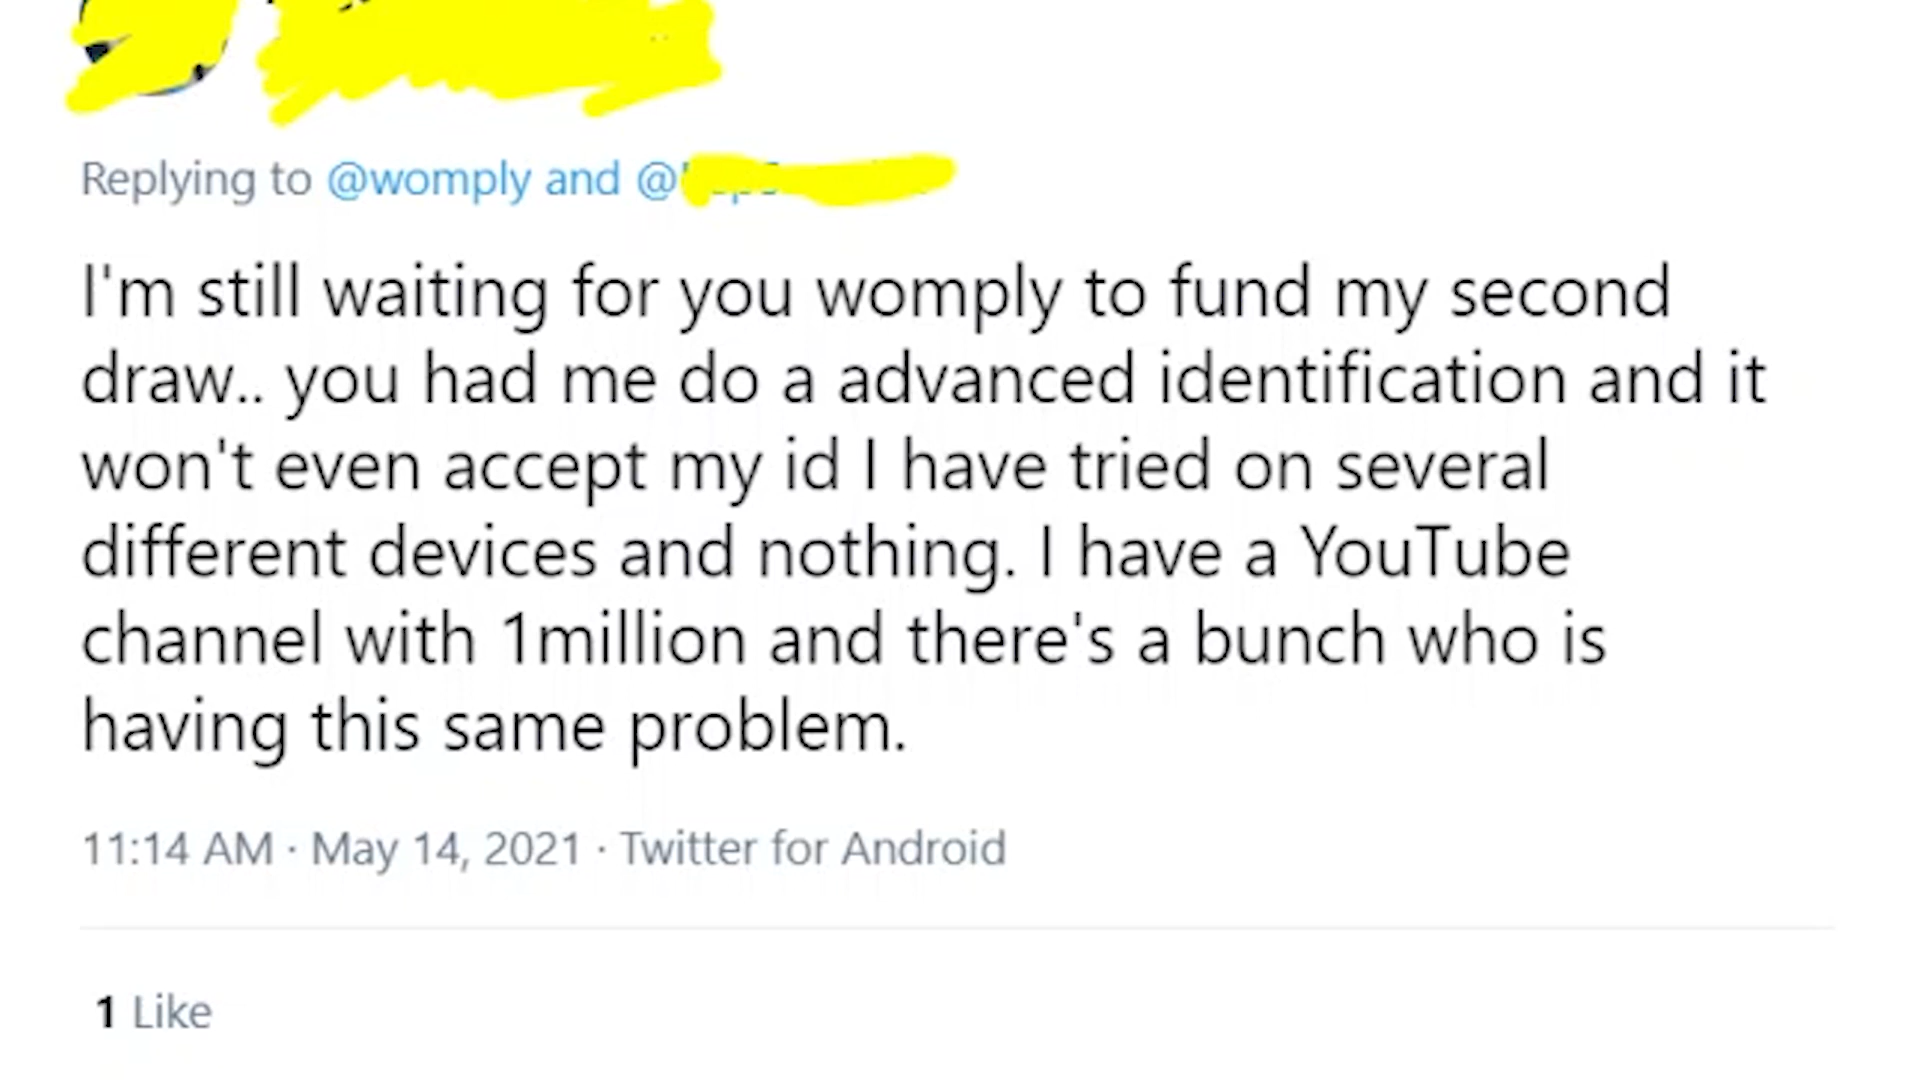 Replying to @womply and @
I'm still waiting for you womply to fund my second
draw.. you had me do a advanced identification and it
won't even accept my id I have tried on several
different devices and nothing. I have a YouTube
channel with 1million and there's a bunch who is
having this same problem.
11:14 AM · May 14, 2021 · Twitter for Android
1 Like